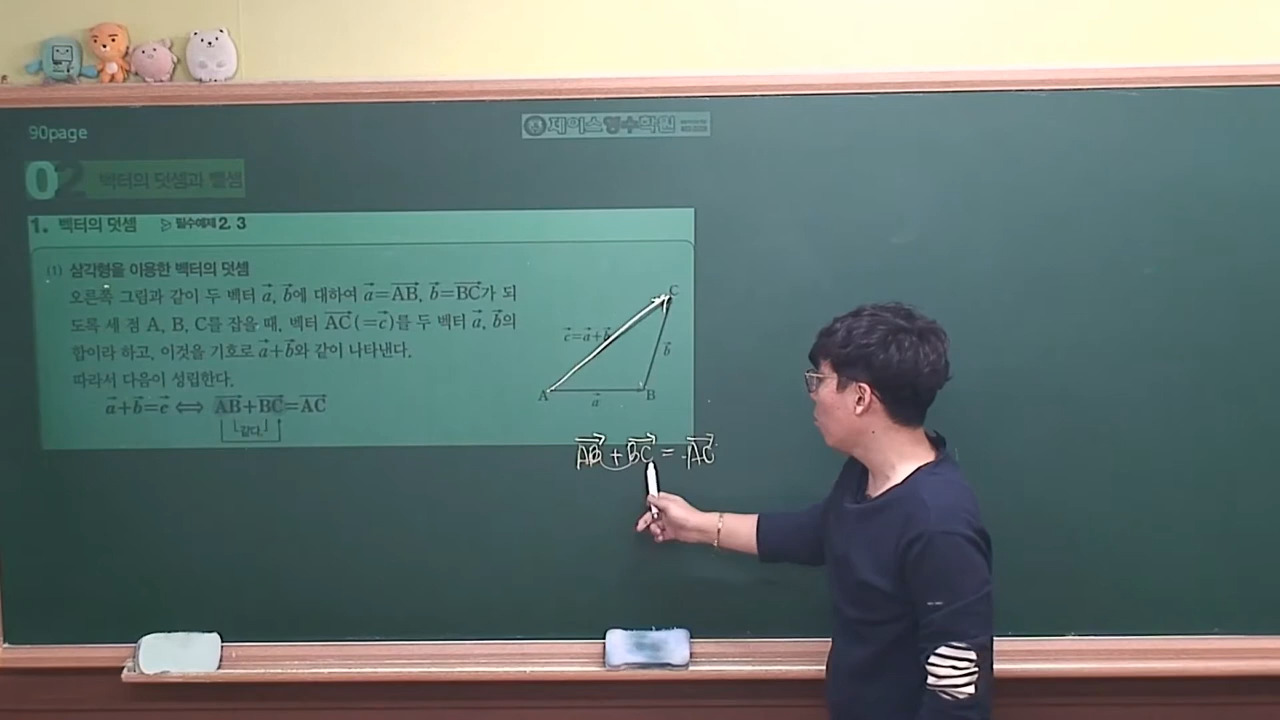 90page
제이스영수학원
02 벡터의 덧셈과 뺄셈
1. 벡터의 덧셈 ▷ 필수예제 2, 3
(1) 삼각형을 이용한 벡터의 덧셈
오른쪽 그림과 같이 두 벡터 a⃗, b⃗에 대하여 a⃗=AB⃗, b⃗=BC⃗가 되
도록 세 점 A, B, C를 잡을 때, 벡터 AC⃗(=c⃗)를 두 벡터 a⃗, b⃗의
합이라 하고, 이것을 기호로 a⃗+b⃗와 같이 나타낸다.
따라서 다음이 성립한다.
a⃗+b⃗=c⃗ ⟺ AB⃗+BC⃗=AC⃗
같다.
C
c⃗=a⃗+b⃗
b⃗
A
a⃗
B
AB⃗ + BC⃗ = AC⃗